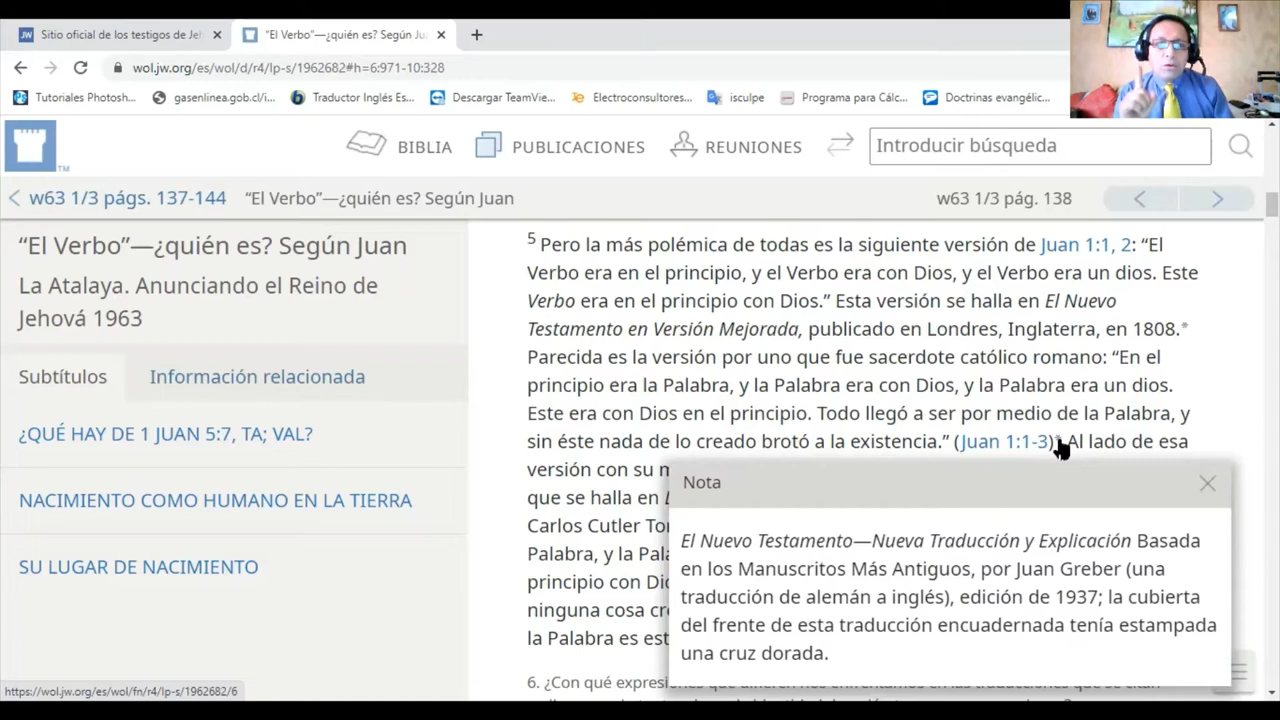 Sitio oficial de los testigos de Jeh
"El Verbo"—¿quién es? Según Jua
wol.jw.org/es/wol/d/r4/lp-s/1962682#h=6:971-10:328
Tutoriales Photosh...
gasenlinea.gob.cl/i...
Traductor Inglés Es...
Descargar TeamVie...
Electroconsultores...
isculpe
Programa para Cálc...
Doctrinas evangélic...
BIBLIA
PUBLICACIONES
REUNIONES
Introducir búsqueda
TM
w63 1/3 págs. 137-144
“El Verbo”—¿quién es? Según Juan
w63 1/3 pág. 138
“El Verbo”—¿quién es? Según Juan
La Atalaya. Anunciando el Reino de
Jehová 1963
Subtítulos
Información relacionada
¿QUÉ HAY DE 1 JUAN 5:7, TA; VAL?
NACIMIENTO COMO HUMANO EN LA TIERRA
SU LUGAR DE NACIMIENTO
5 Pero la más polémica de todas es la siguiente versión de Juan 1:1, 2: “El
Verbo era en el principio, y el Verbo era con Dios, y el Verbo era un dios. Este
Verbo era en el principio con Dios.” Esta versión se halla en El Nuevo
Testamento en Versión Mejorada, publicado en Londres, Inglaterra, en 1808.*
Parecida es la versión por uno que fue sacerdote católico romano: “En el
principio era la Palabra, y la Palabra era con Dios, y la Palabra era un dios.
Este era con Dios en el principio. Todo llegó a ser por medio de la Palabra, y
sin éste nada de lo creado brotó a la existencia.” (Juan 1:1-3)* Al lado de esa
versión con su m
que se halla en
Carlos Cutler To
Palabra, y la Pala
principio con Di
ninguna cosa cr
la Palabra es est
Nota
El Nuevo Testamento—Nueva Traducción y Explicación Basada
en los Manuscritos Más Antiguos, por Juan Greber (una
traducción de alemán a inglés), edición de 1937; la cubierta
del frente de esta traducción encuadernada tenía estampada
una cruz dorada.
6. ¿Con qué expresi
https://wol.jw.org/es/wol/fn/r4/lp-s/1962682/6